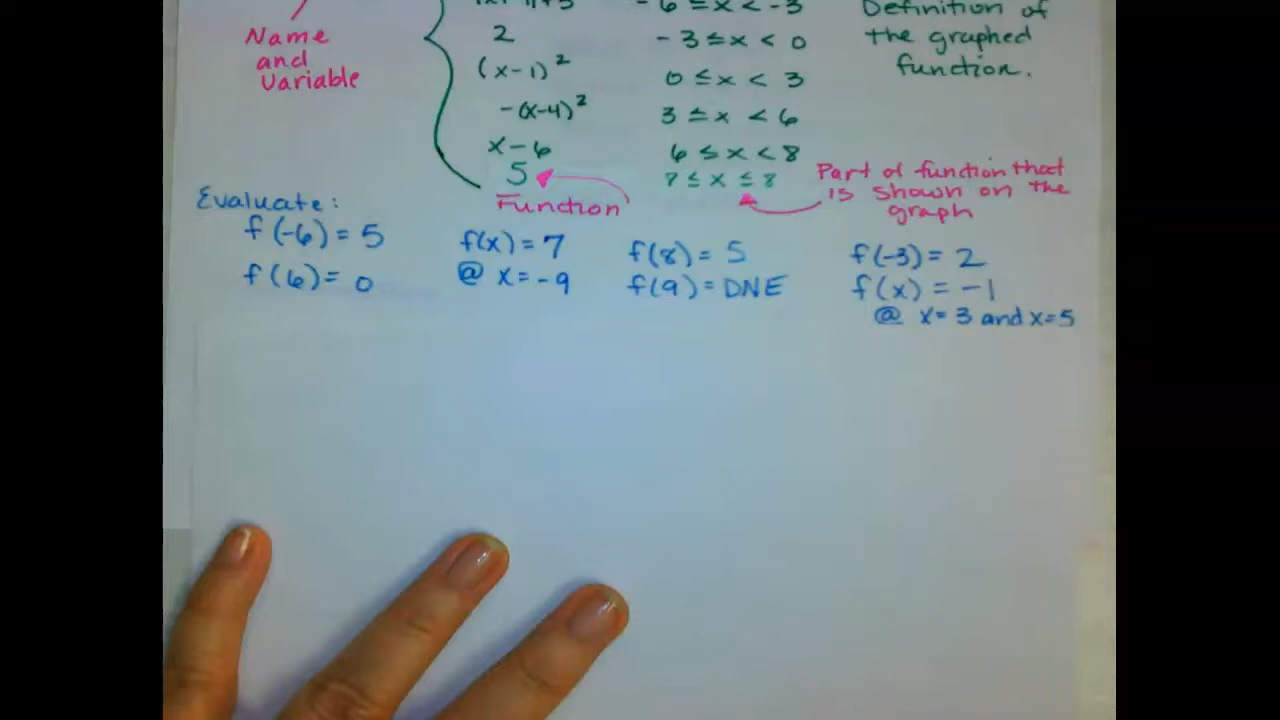 - 6 ≤ x < -3
Definition of
the graphed
function.
Name
and
Variable
2
- 3 ≤ x < 0
(x-1)²
0 ≤ x < 3
-(x-4)²
3 ≤ x < 6
x-6
6 ≤ x < 8
5
7 ≤ x ≤ 8
Function
Part of function that
is shown on the
graph
Evaluate:
f(-6) = 5
f(6) = 0
f(x) = 7
@ x = -9
f(8) = 5
f(9) = DNE
f(-3) = 2
f(x) = -1
@ x = 3 and x=5